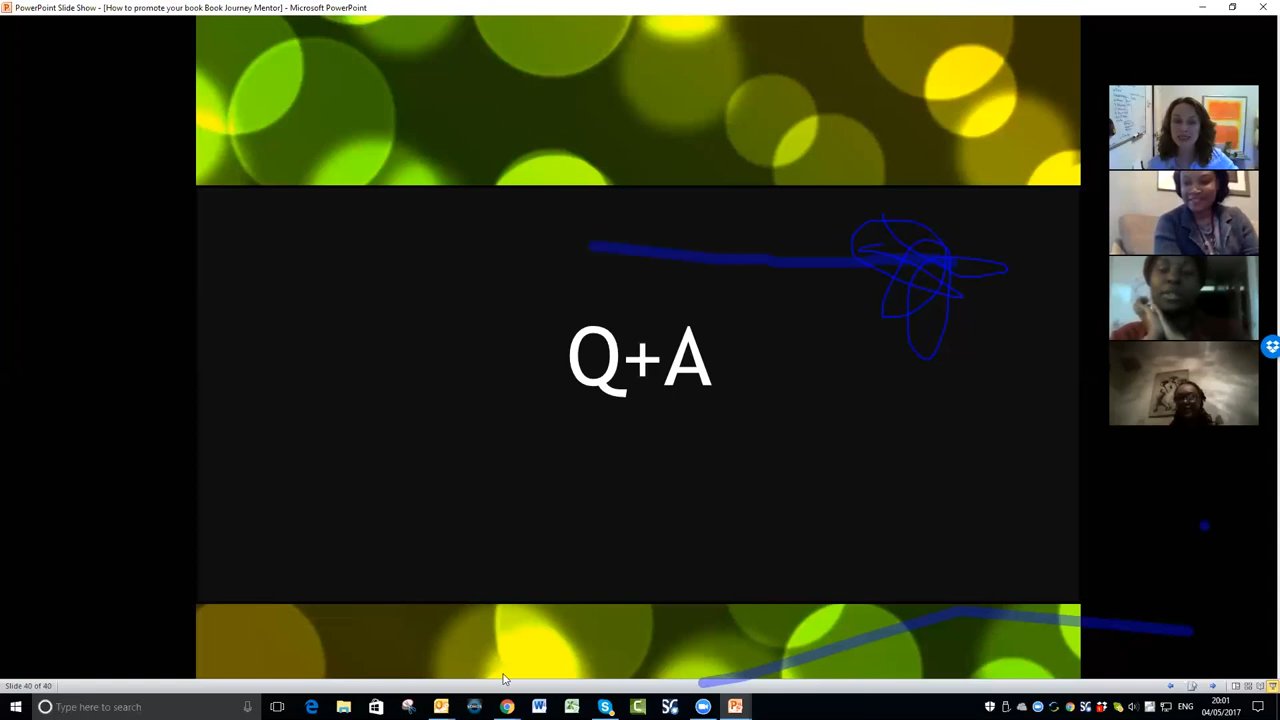 PowerPoint Slide Show - [How to promote your book Book Journey Mentor] - Microsoft PowerPoint
Q+A
Slide 40 of 40
Type here to search
ENG
20:01
04/05/2017